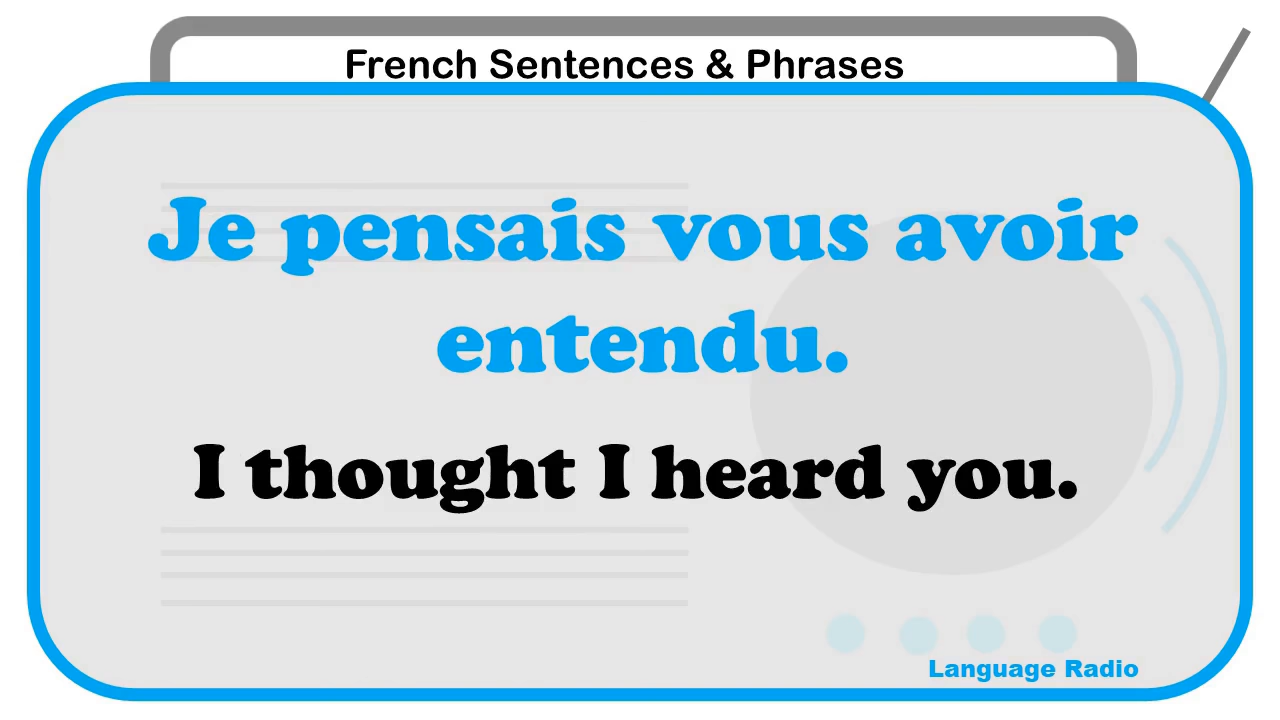 French Sentences & Phrases
Je pensais vous avoir
entendu.
I thought I heard you.
Language Radio